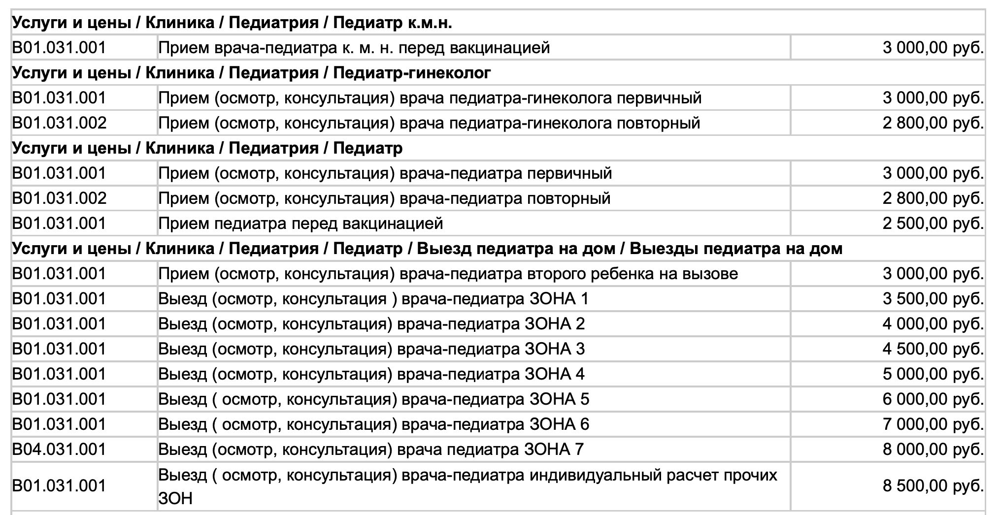 Услуги и цены / Клиника / Педиатрия / Педиатр к.м.н.
B01.031.001 Прием врача-педиатра к. м. н. перед вакцинацией 3 000,00 руб.
Услуги и цены / Клиника / Педиатрия / Педиатр-гинеколог
B01.031.001 Прием (осмотр, консультация) врача педиатра-гинеколога первичный 3 000,00 руб.
B01.031.002 Прием (осмотр, консультация) врача педиатра-гинеколога повторный 2 800,00 руб.
Услуги и цены / Клиника / Педиатрия / Педиатр
B01.031.001 Прием (осмотр, консультация) врача-педиатра первичный 3 000,00 руб.
B01.031.002 Прием (осмотр, консультация) врача-педиатра повторный 2 800,00 руб.
B01.031.001 Прием педиатра перед вакцинацией 2 500,00 руб.
Услуги и цены / Клиника / Педиатрия / Педиатр / Выезд педиатра на дом / Выезды педиатра на дом
B01.031.001 Прием (осмотр, консультация) врача-педиатра второго ребенка на вызове 3 000,00 руб.
B01.031.001 Выезд (осмотр, консультация ) врача-педиатра ЗОНА 1 3 500,00 руб.
B01.031.001 Выезд (осмотр, консультация) врача-педиатра ЗОНА 2 4 000,00 руб.
B01.031.001 Выезд (осмотр, консультация) врача-педиатра ЗОНА 3 4 500,00 руб.
B01.031.001 Выезд (осмотр, консультация) врача-педиатра ЗОНА 4 5 000,00 руб.
B01.031.001 Выезд ( осмотр, консультация) врача-педиатра ЗОНА 5 6 000,00 руб.
B01.031.001 Выезд ( осмотр, консультация) врача-педиатра ЗОНА 6 7 000,00 руб.
B04.031.001 Выезд (осмотр, консультация) врача педиатра ЗОНА 7 8 000,00 руб.
B01.031.001 Выезд ( осмотр, консультация) врача-педиатра индивидуальный расчет прочих
ЗОН 8 500,00 руб.